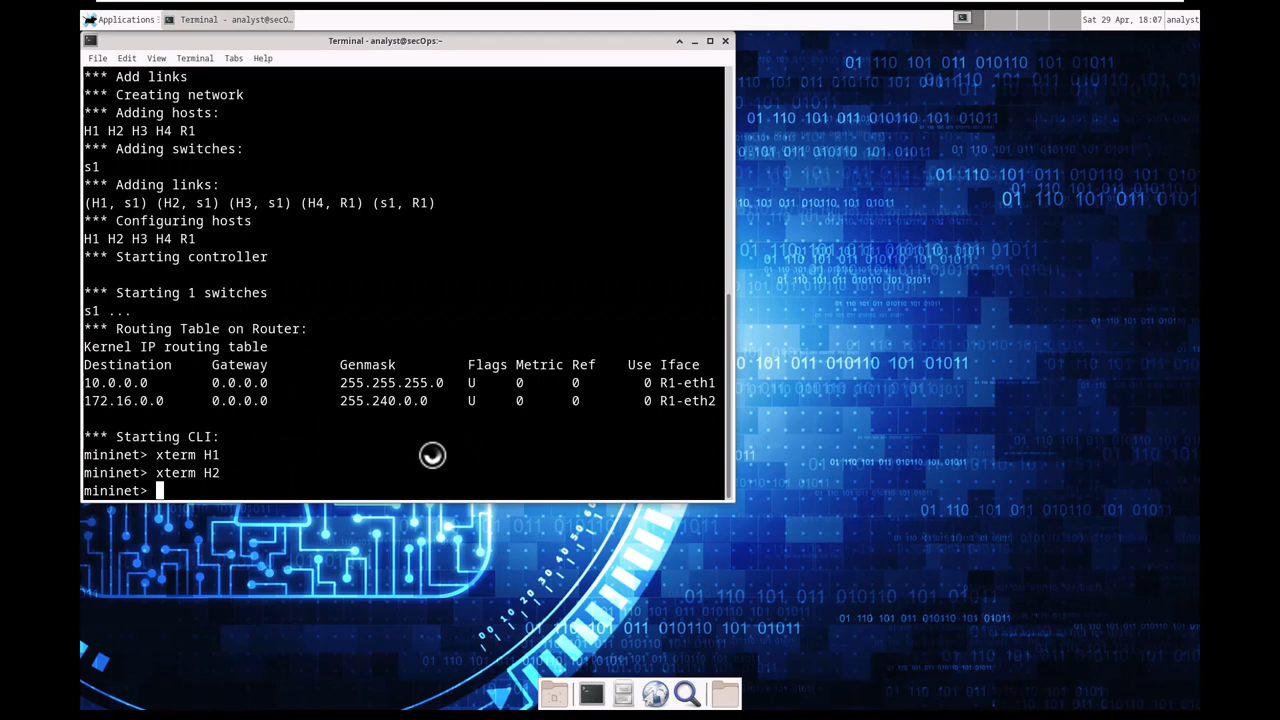 Applications
Terminal - analyst@secO...
Sat 29 Apr, 18:07
analyst
Terminal - analyst@secOps:~
File Edit View Terminal Tabs Help
*** Add links
*** Creating network
*** Adding hosts:
H1 H2 H3 H4 R1
*** Adding switches:
s1
*** Adding links:
(H1, s1) (H2, s1) (H3, s1) (H4, R1) (s1, R1)
*** Configuring hosts
H1 H2 H3 H4 R1
*** Starting controller
*** Starting 1 switches
s1 ...
*** Routing Table on Router:
Kernel IP routing table
Destination Gateway Genmask Flags Metric Ref Use Iface
10.0.0.0 0.0.0.0 255.255.255.0 U 0 0 0 R1-eth1
172.16.0.0 0.0.0.0 255.240.0.0 U 0 0 0 R1-eth2
*** Starting CLI:
mininet> xterm H1
mininet> xterm H2
mininet>